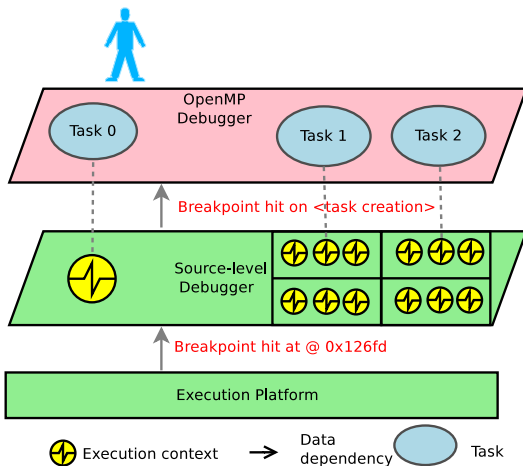 OpenMP
Debugger
Task 0
Task 1
Task 2
Breakpoint hit on <task creation>
Source-level
Debugger
Breakpoint hit at @ 0x126fd
Execution Platform
Execution context
Data
dependency
Task